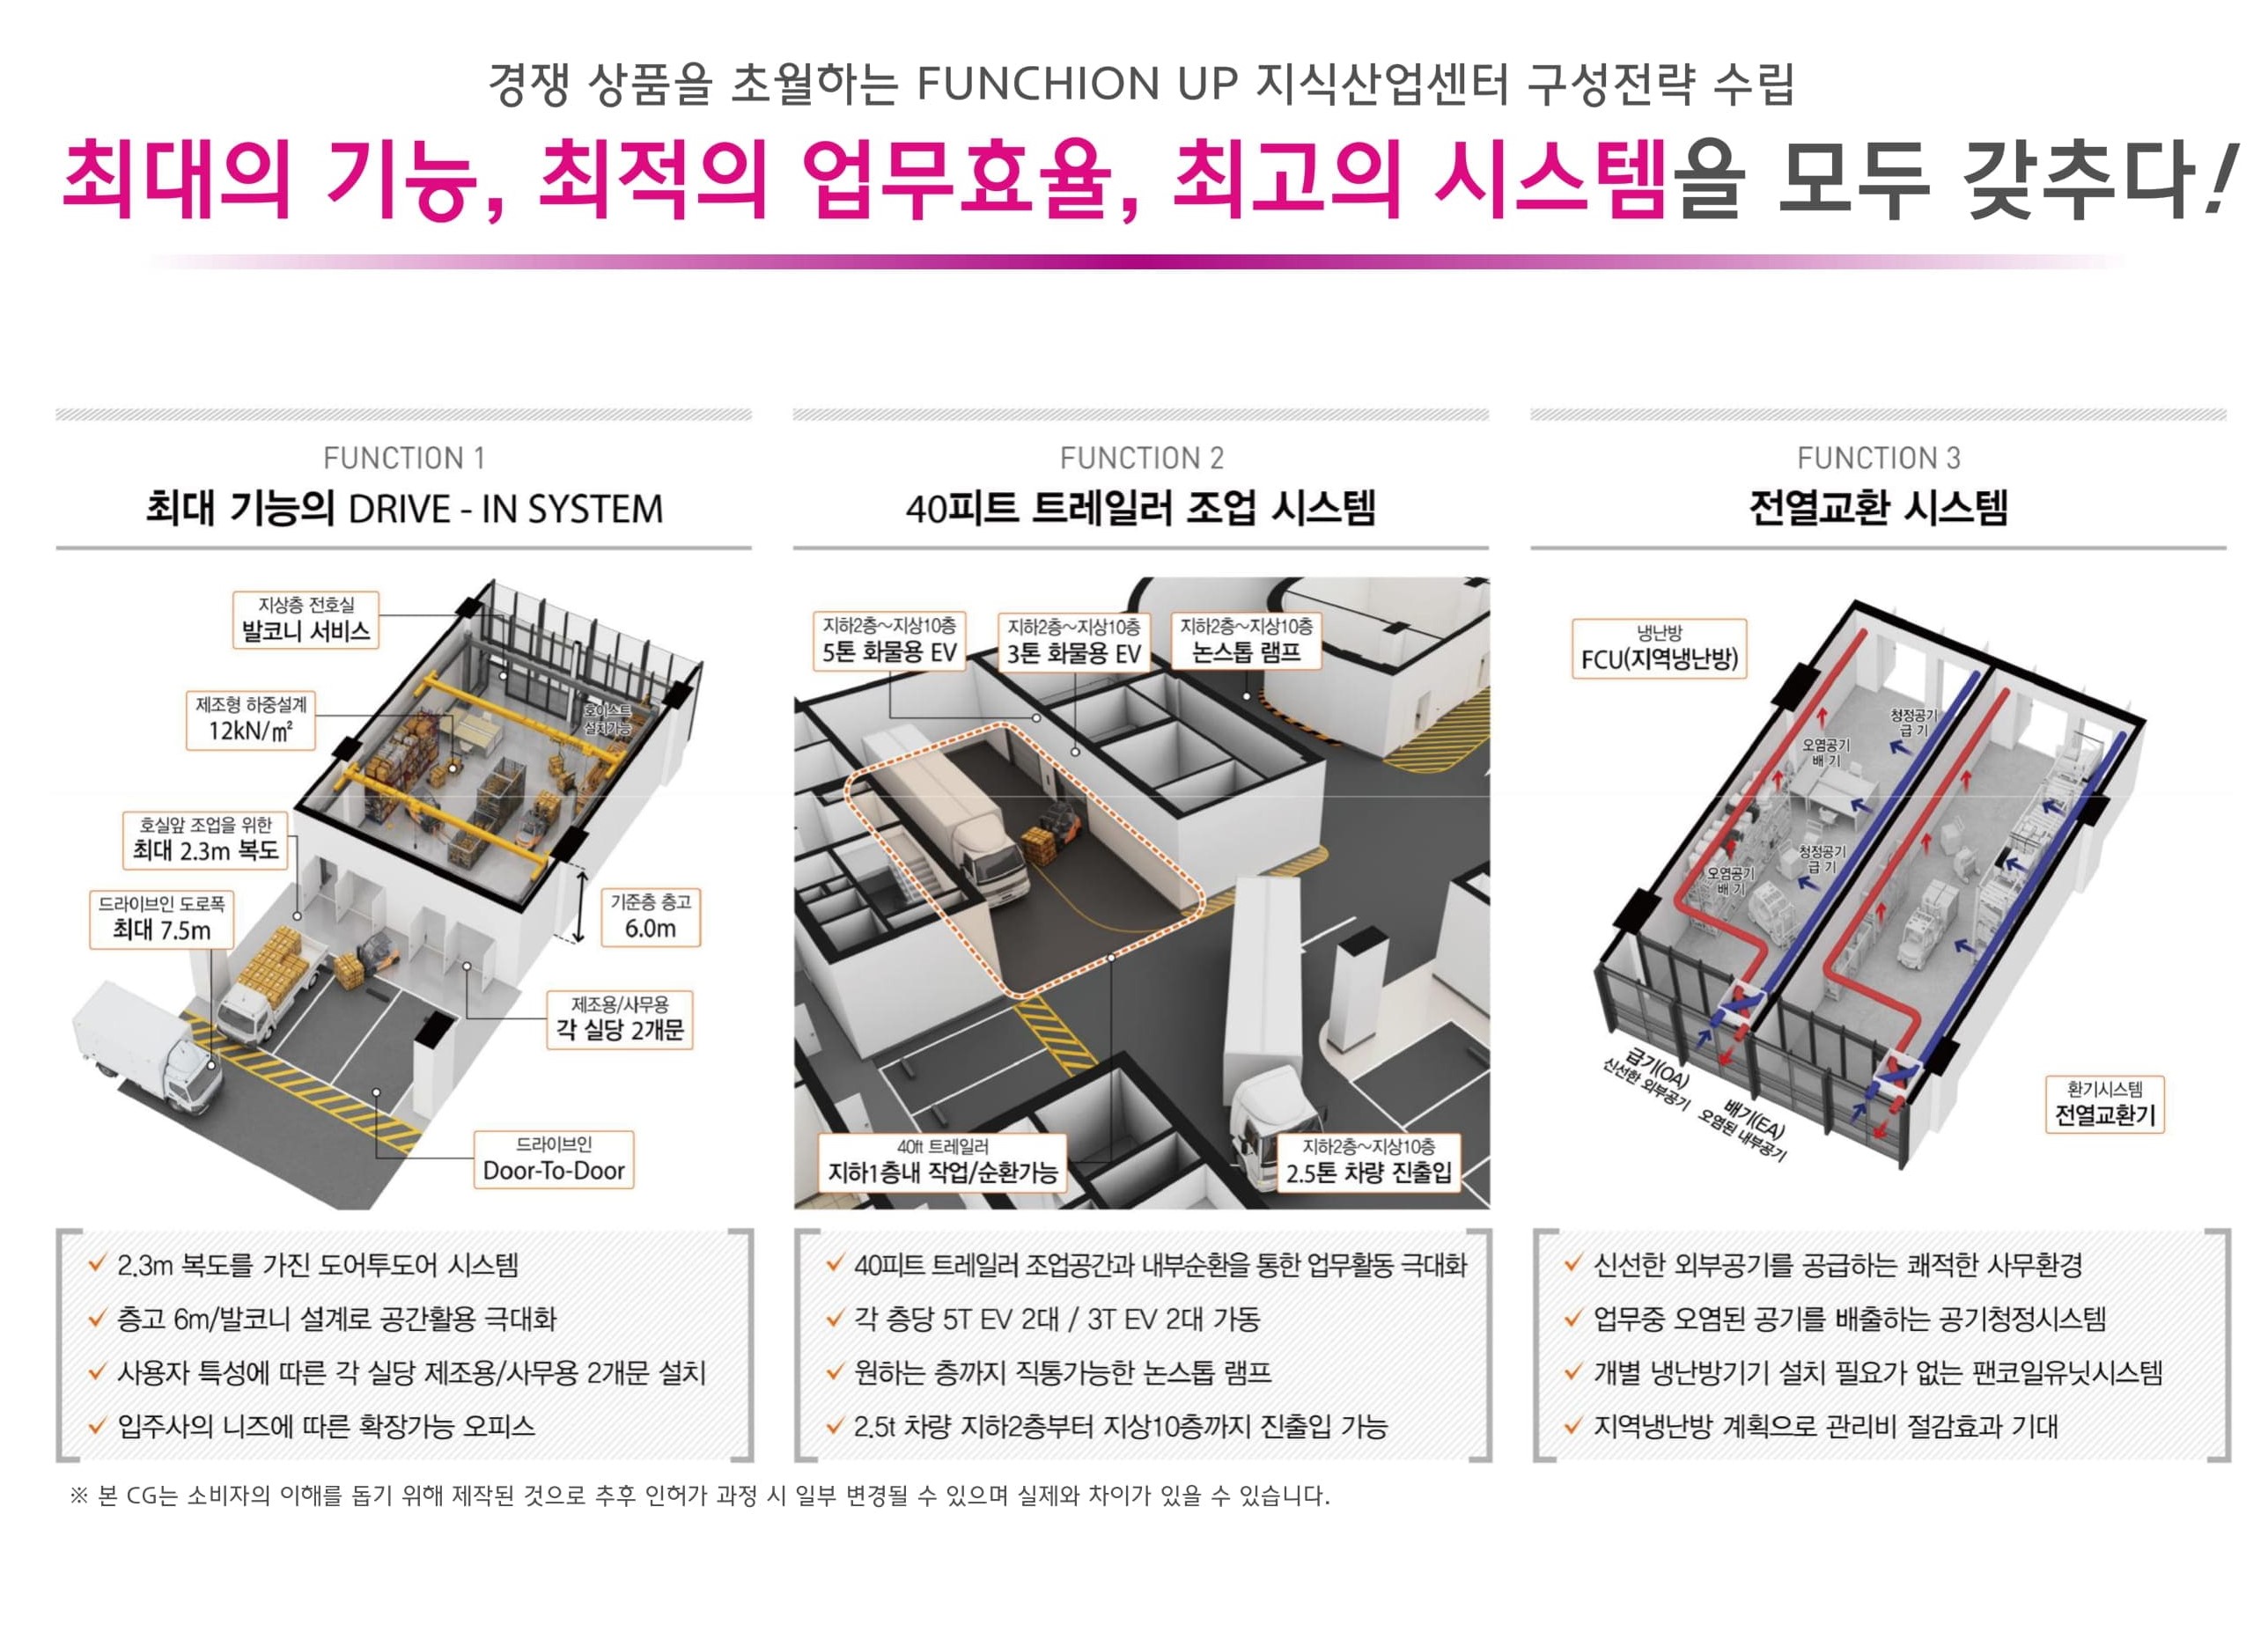 경쟁 상품을 초월하는 FUNCHION UP 지식산업센터 구성전략 수립
최대의 기능, 최적의 업무효율, 최고의 시스템을 모두 갖추다!
FUNCTION 1
최대 기능의 DRIVE - IN SYSTEM
지상층 전호실
발코니 서비스
제조형 하중설계
12kN/㎡
호이스트
설치가능
호실앞 조업을 위한
최대 2.3m 복도
드라이브인 도로폭
최대 7.5m
기준층 층고
6.0m
제조용/사무용
각 실당 2개문
드라이브인
Door-To-Door
✓ 2.3m 복도를 가진 도어투도어 시스템
✓ 층고 6m/발코니 설계로 공간활용 극대화
✓ 사용자 특성에 따른 각 실당 제조용/사무용 2개문 설치
✓ 입주사의 니즈에 따른 확장가능 오피스
FUNCTION 2
40피트 트레일러 조업 시스템
지하2층~지상10층
5톤 화물용 EV
지하2층~지상10층
3톤 화물용 EV
지하2층~지상10층
논스톱 램프
40ft 트레일러
지하1층내 작업/순환가능
지하2층~지상10층
2.5톤 차량 진출입
✓ 40피트 트레일러 조업공간과 내부순환을 통한 업무활동 극대화
✓ 각 층당 5T EV 2대 / 3T EV 2대 가동
✓ 원하는 층까지 직통가능한 논스톱 램프
✓ 2.5t 차량 지하2층부터 지상10층까지 진출입 가능
FUNCTION 3
전열교환 시스템
냉난방
FCU(지역냉난방)
청정공기
급 기
오염공기
배 기
청정공기
급 기
오염공기
배 기
급기(OA)
신선한 외부공기
배기(EA)
오염된 내부공기
환기시스템
전열교환기
✓ 신선한 외부공기를 공급하는 쾌적한 사무환경
✓ 업무중 오염된 공기를 배출하는 공기청정시스템
✓ 개별 냉난방기기 설치 필요가 없는 팬코일유닛시스템
✓ 지역냉난방 계획으로 관리비 절감효과 기대
※ 본 CG는 소비자의 이해를 돕기 위해 제작된 것으로 추후 인허가 과정 시 일부 변경될 수 있으며 실제와 차이가 있을 수 있습니다.